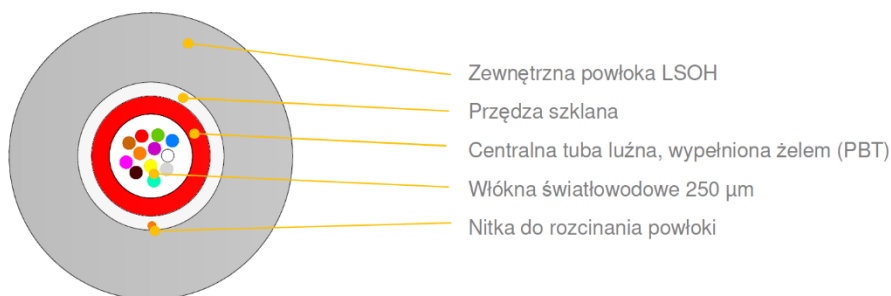 Zewnętrzna powłoka LSOH
Przędza szklana
Centralna tuba luźna, wypełniona żelem (PBT)
Włókna światłowodowe 250 µm
Nitka do rozcinania powłoki